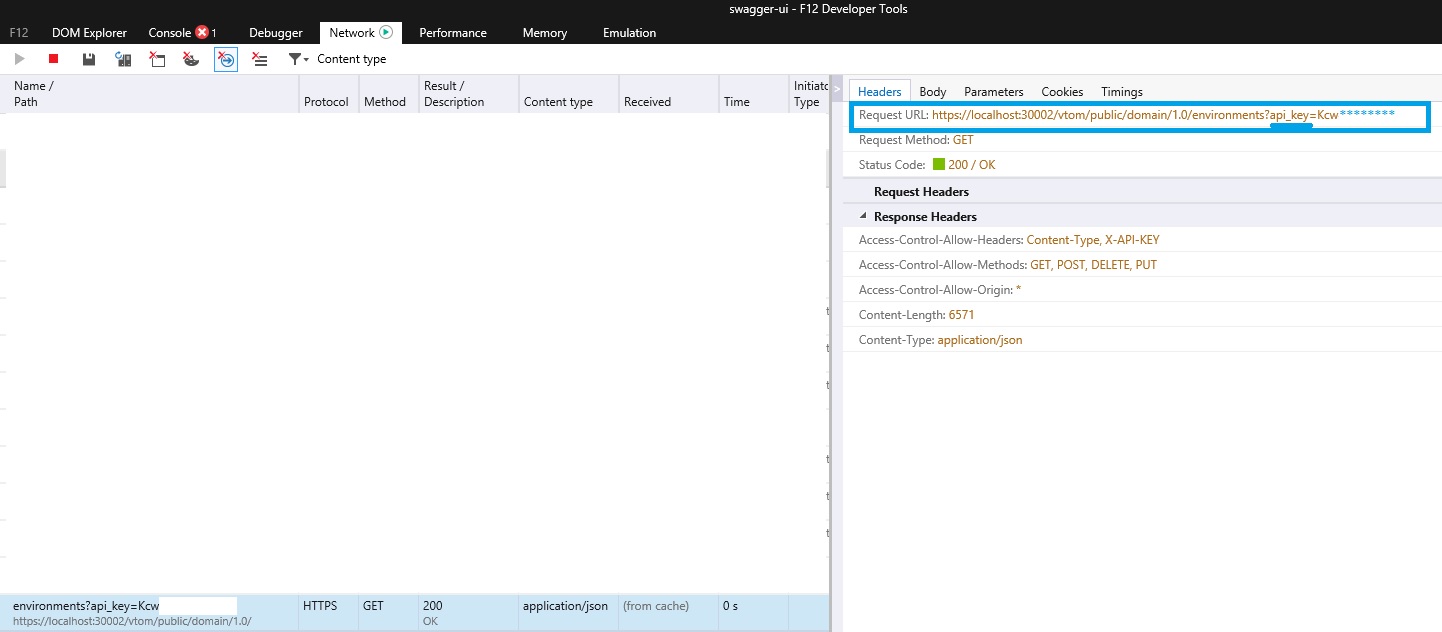 swagger-ui - F12 Developer Tools
F12 DOM Explorer Console 1 Debugger Network Performance Memory Emulation
Content type
Name /
Path
Protocol
Method
Result /
Description
Content type
Received
Time
Initiato
Type
t
t
t
t
t
t
environments?api_key=Kcw
https://localhost:30002/vtom/public/domain/1.0/
HTTPS
GET
200
OK
application/json
(from cache)
0 s
Headers Body Parameters Cookies Timings
Request URL: https://localhost:30002/vtom/public/domain/1.0/environments?api_key=Kcw********
Request Method: GET
Status Code: 200 / OK
Request Headers
Response Headers
Access-Control-Allow-Headers: Content-Type, X-API-KEY
Access-Control-Allow-Methods: GET, POST, DELETE, PUT
Access-Control-Allow-Origin: *
Content-Length: 6571
Content-Type: application/json